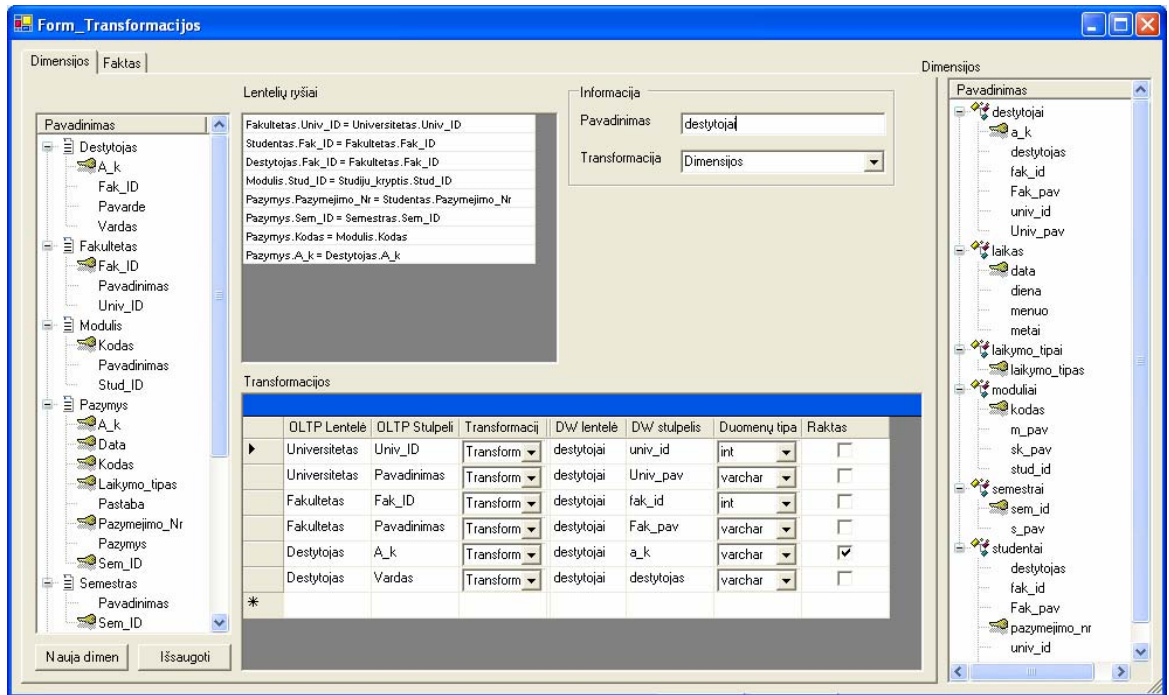 Form_Transformacijos
Dimensijos Faktas
Pavadinimas
Destytojas
A_k
Fak_ID
Pavarde
Vardas
Fakultetas
Fak_ID
Pavadinimas
Univ_ID
Modulis
Kodas
Pavadinimas
Stud_ID
Pazymys
A_k
Data
Kodas
Laikymo_tipas
Pastaba
Pazymejimo_Nr
Pazymys
Sem_ID
Semestras
Pavadinimas
Sem_ID
Nauja dimen Išsaugoti
Lentelių ryšiai
Fakultetas.Univ_ID = Universitetas.Univ_ID
Studentas.Fak_ID = Fakultetas.Fak_ID
Destytojas.Fak_ID = Fakultetas.Fak_ID
Modulis.Stud_ID = Studiju_kryptis.Stud_ID
Pazymys.Pazymejimo_Nr = Studentas.Pazymejimo_Nr
Pazymys.Sem_ID = Semestras.Sem_ID
Pazymys.Kodas = Modulis.Kodas
Pazymys.A_k = Destytojas.A_k
Informacija
Pavadinimas destytojai
Transformacija Dimensijos
Transformacijos
OLTP Lentelė OLTP Stulpeli Transformacij DW lentelė DW stulpelis Duomenų tipa Raktas
Universitetas Univ_ID Transform destytojai univ_id int
Universitetas Pavadinimas Transform destytojai Univ_pav varchar
Fakultetas Fak_ID Transform destytojai fak_id int
Fakultetas Pavadinimas Transform destytojai Fak_pav varchar
Destytojas A_k Transform destytojai a_k varchar
Destytojas Vardas Transform destytojai destytojas varchar
Dimensijos
Pavadinimas
destytojai
a_k
destytojas
fak_id
Fak_pav
univ_id
Univ_pav
laikas
data
diena
menuo
metai
laikymo_tipai
laikymo_tipas
moduliai
kodas
m_pav
sk_pav
stud_id
semestrai
sem_id
s_pav
studentai
destytojas
fak_id
Fak_pav
pazymejimo_nr
univ_id